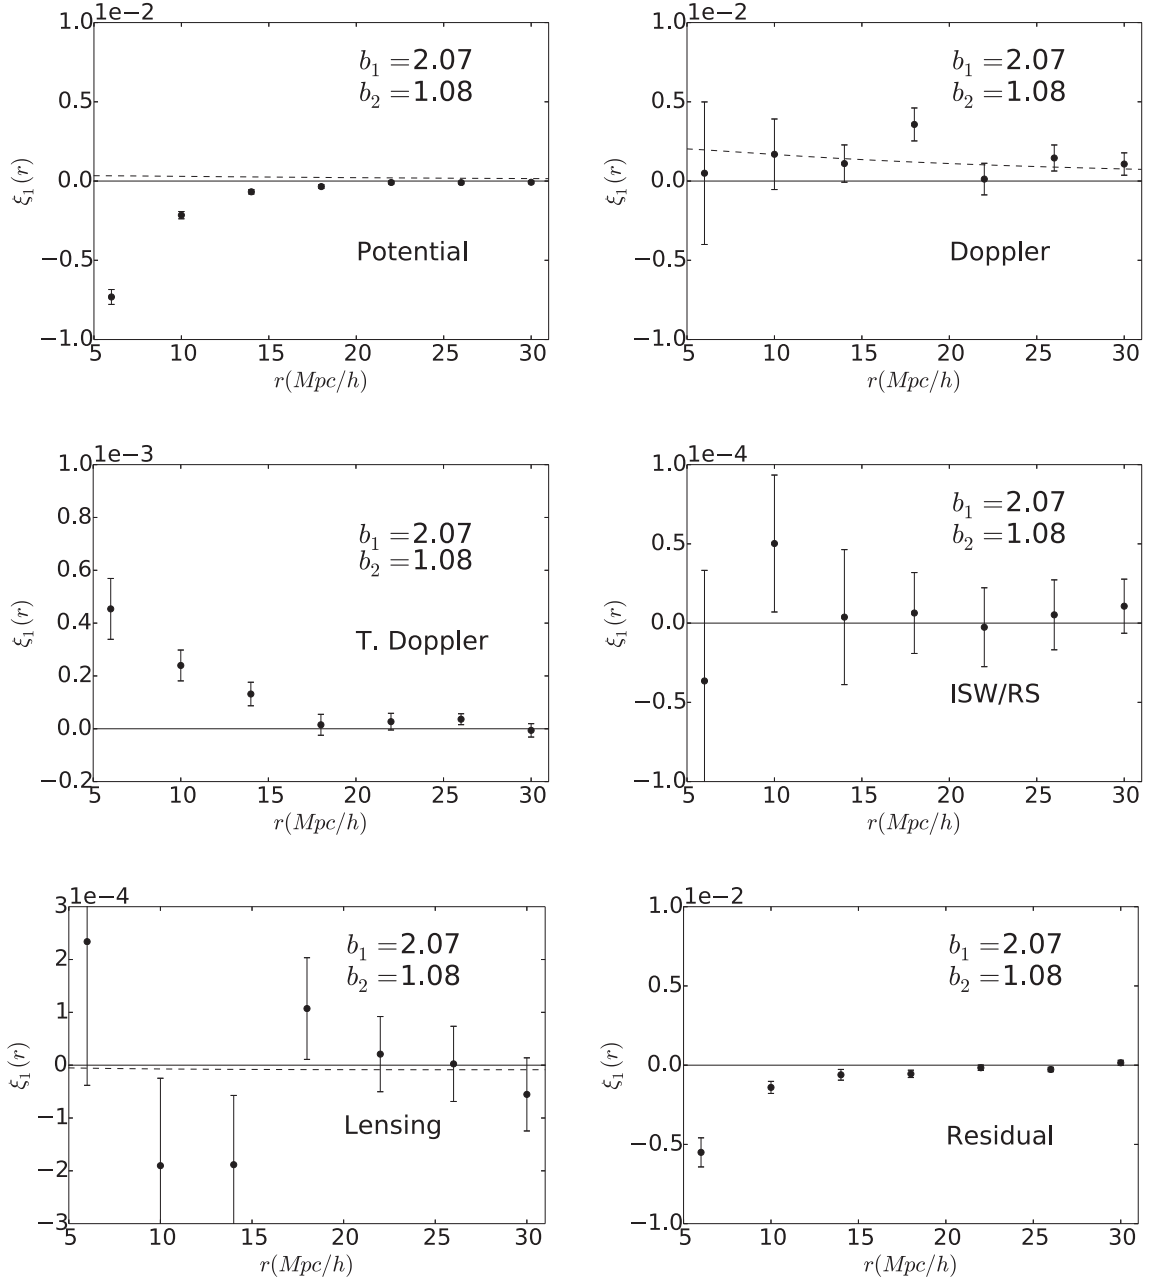 1e−2
1.0
0.5
0.0
−0.5
−1.0
ξ₁(r)
b₁ =2.07
b₂ =1.08
Potential
5 10 15 20 25 30
r(Mpc/h)
1e−2
1.0
0.5
0.0
−0.5
−1.0
ξ₁(r)
b₁ =2.07
b₂ =1.08
Doppler
5 10 15 20 25 30
r(Mpc/h)
1e−3
1.0
0.8
0.6
0.4
0.2
0.0
−0.2
ξ₁(r)
b₁ =2.07
b₂ =1.08
T. Doppler
5 10 15 20 25 30
r(Mpc/h)
1e−4
1.0
0.5
0.0
−0.5
−1.0
ξ₁(r)
b₁ =2.07
b₂ =1.08
ISW/RS
5 10 15 20 25 30
r(Mpc/h)
1e−4
3
2
1
0
−1
−2
−3
ξ₁(r)
b₁ =2.07
b₂ =1.08
Lensing
5 10 15 20 25 30
r(Mpc/h)
1e−2
1.0
0.5
0.0
−0.5
−1.0
ξ₁(r)
b₁ =2.07
b₂ =1.08
Residual
5 10 15 20 25 30
r(Mpc/h)